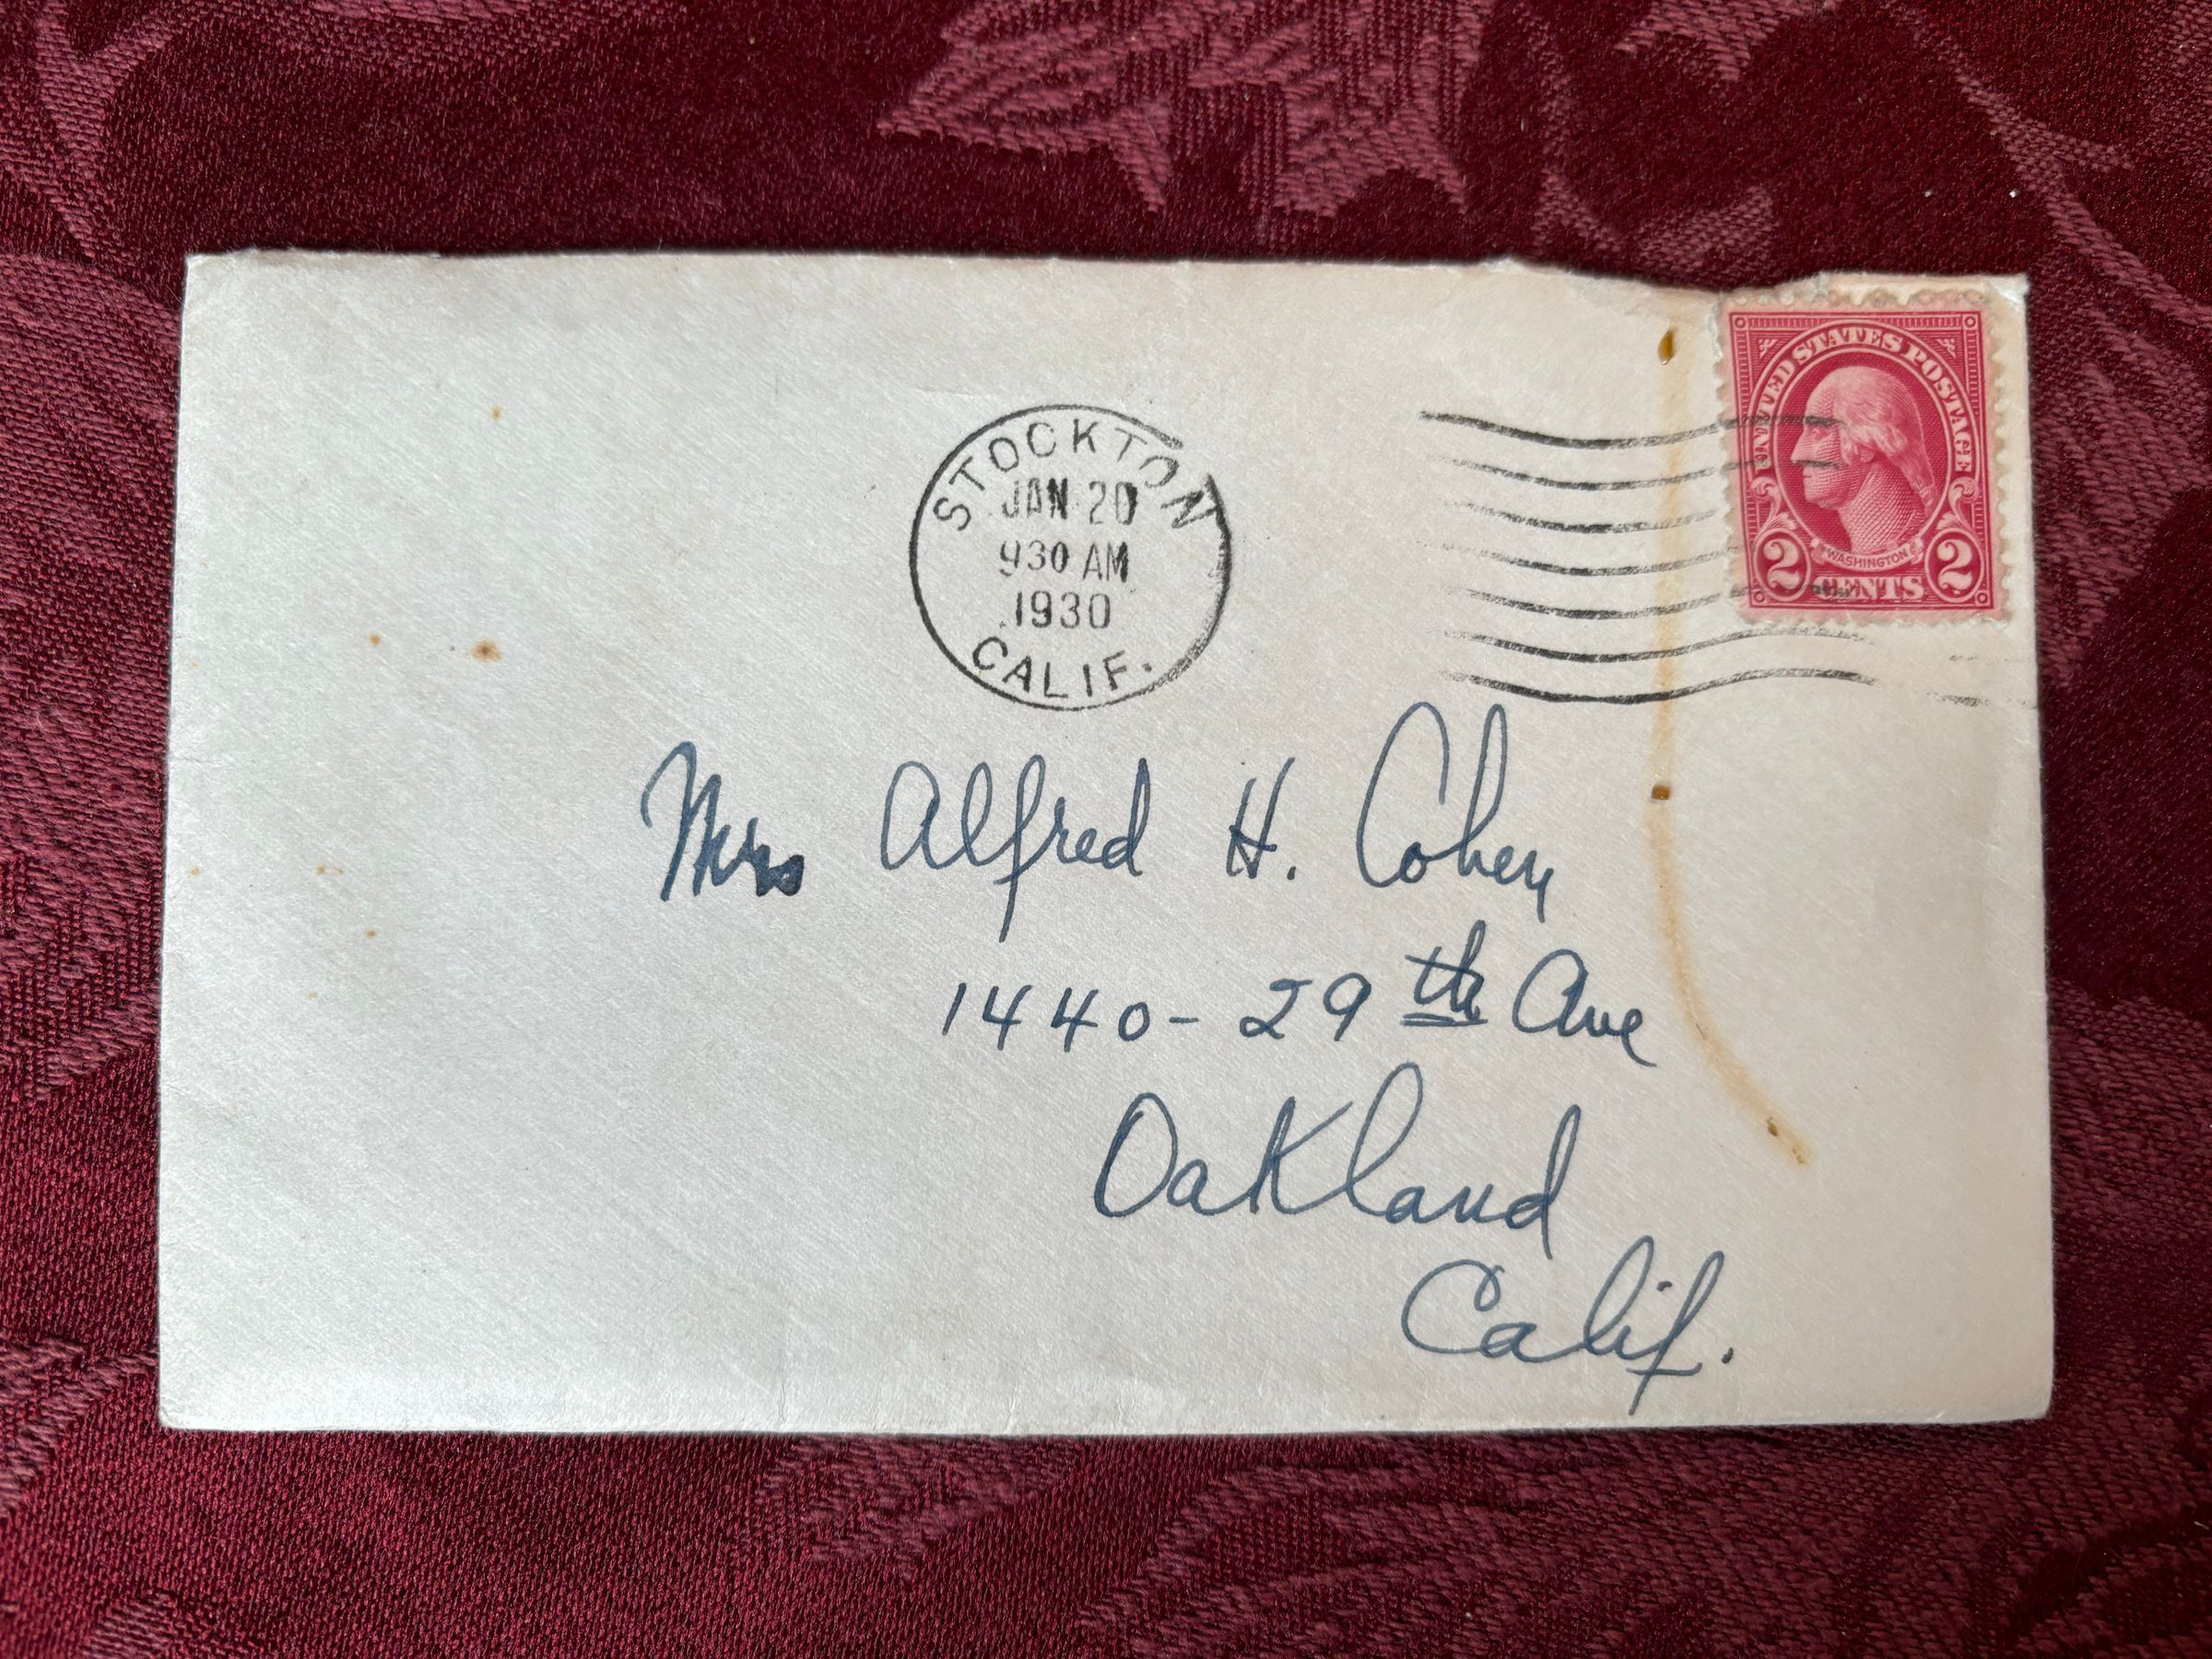 STOCKTON
JAN 20
930 AM
1930
CALIF.
UNITED STATES POSTAGE
WASHINGTON
2 CENTS 2
Mrs Alfred H. Cohen
1440 - 29th Ave
Oakland
Calif.